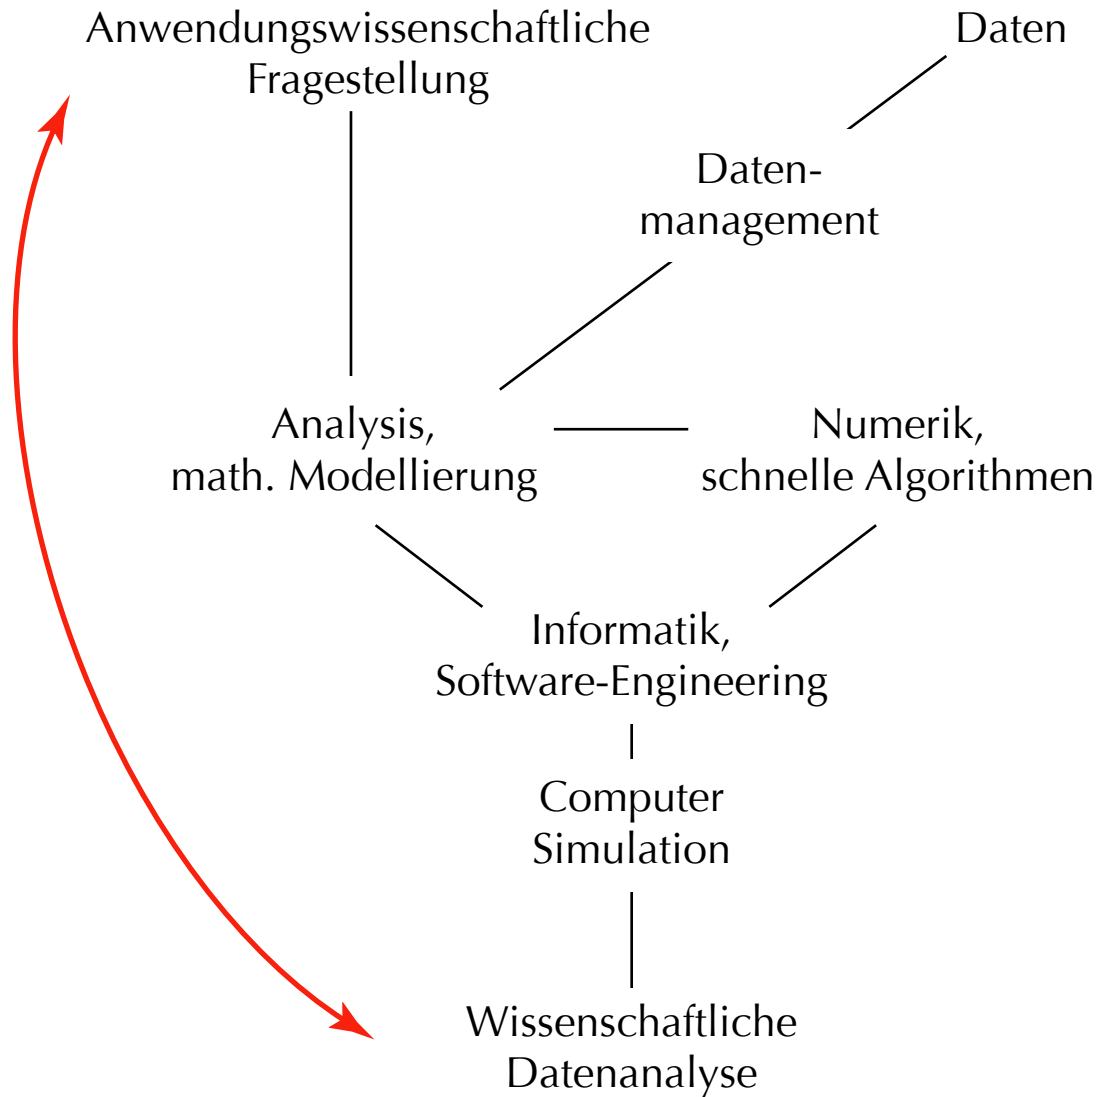 Anwendungswissenschaftliche
Fragestellung
Daten
Daten-
management
Analysis,
math. Modellierung
Numerik,
schnelle Algorithmen
Informatik,
Software-Engineering
Computer
Simulation
Wissenschaftliche
Datenanalyse